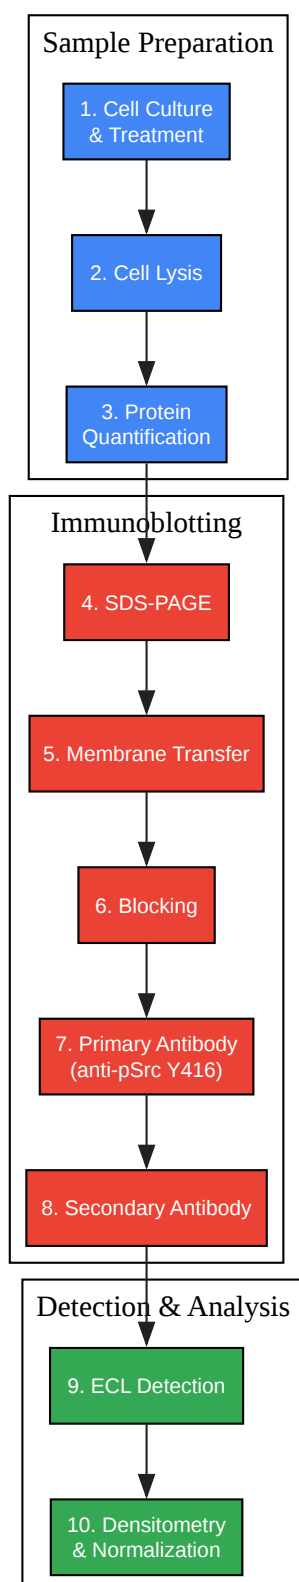 Sample Preparation
1. Cell Culture
& Treatment
2. Cell Lysis
3. Protein
Quantification
Immunoblotting
4. SDS-PAGE
5. Membrane Transfer
6. Blocking
7. Primary Antibody
(anti-pSrc Y416)
8. Secondary Antibody
Detection & Analysis
9. ECL Detection
10. Densitometry
& Normalization